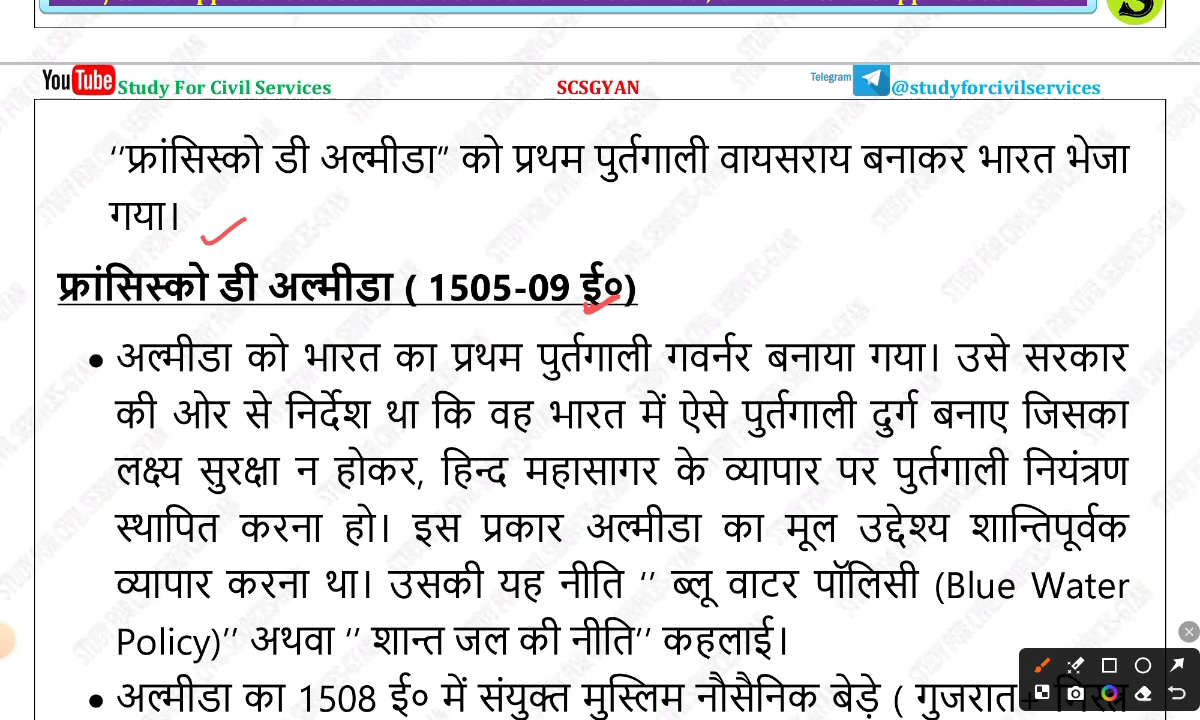 YouTube Study For Civil Services SCSGYAN Telegram @studyforcivilservices
‘‘फ्रांसिस्को डी अल्मीडा” को प्रथम पुर्तगाली वायसराय बनाकर भारत भेजा
गया।
फ्रांसिस्को डी अल्मीडा ( 1505-09 ई०)
• अल्मीडा को भारत का प्रथम पुर्तगाली गवर्नर बनाया गया। उसे सरकार
की ओर से निर्देश था कि वह भारत में ऐसे पुर्तगाली दुर्ग बनाए जिसका
लक्ष्य सुरक्षा न होकर, हिन्द महासागर के व्यापार पर पुर्तगाली नियंत्रण
स्थापित करना हो। इस प्रकार अल्मीडा का मूल उद्देश्य शान्तिपूर्वक
व्यापार करना था। उसकी यह नीति ‘‘ ब्लू वाटर पॉलिसी (Blue Water
Policy)’’ अथवा ‘‘ शान्त जल की नीति’’ कहलाई।
• अल्मीडा का 1508 ई० में संयुक्त मुस्लिम नौसैनिक बेड़े ( गुजरात+